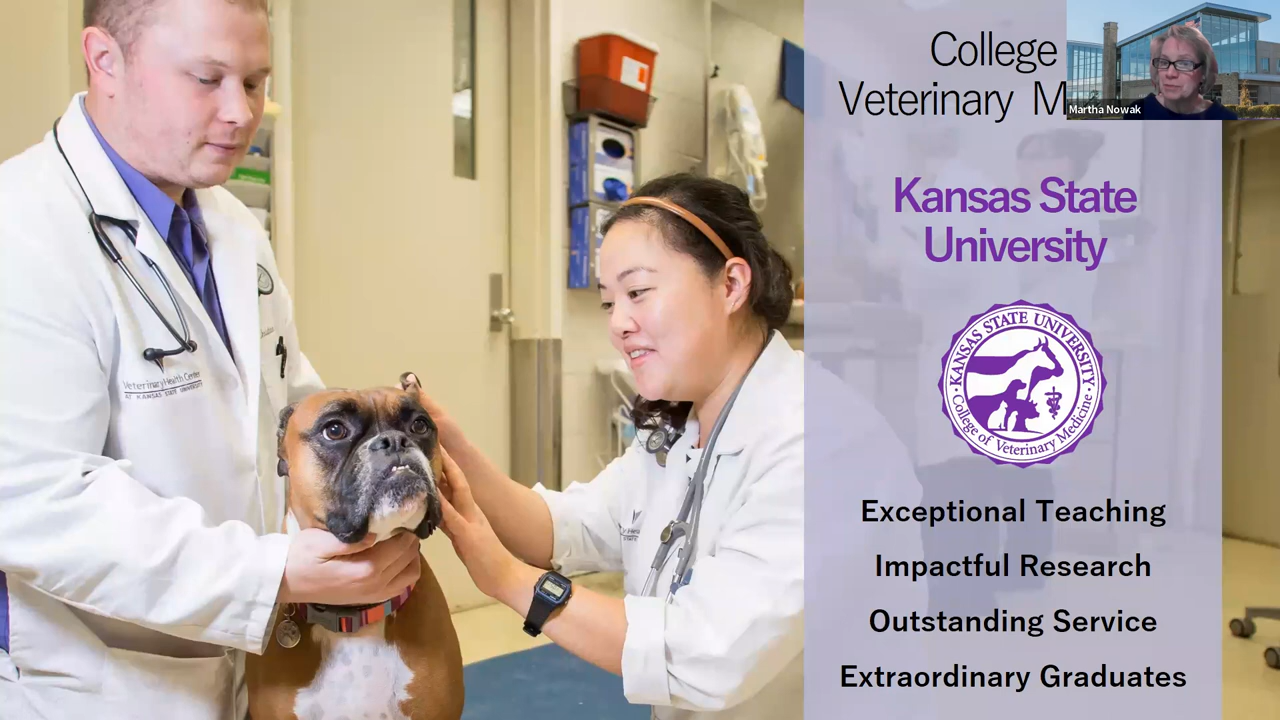 College
Veterinary M
Martha Nowak
Kansas State
University
KANSAS STATE UNIVERSITY
College of Veterinary Medicine
Exceptional Teaching
Impactful Research
Outstanding Service
Extraordinary Graduates
Veterinary Health Center
AT KANSAS STATE UNIVERSITY